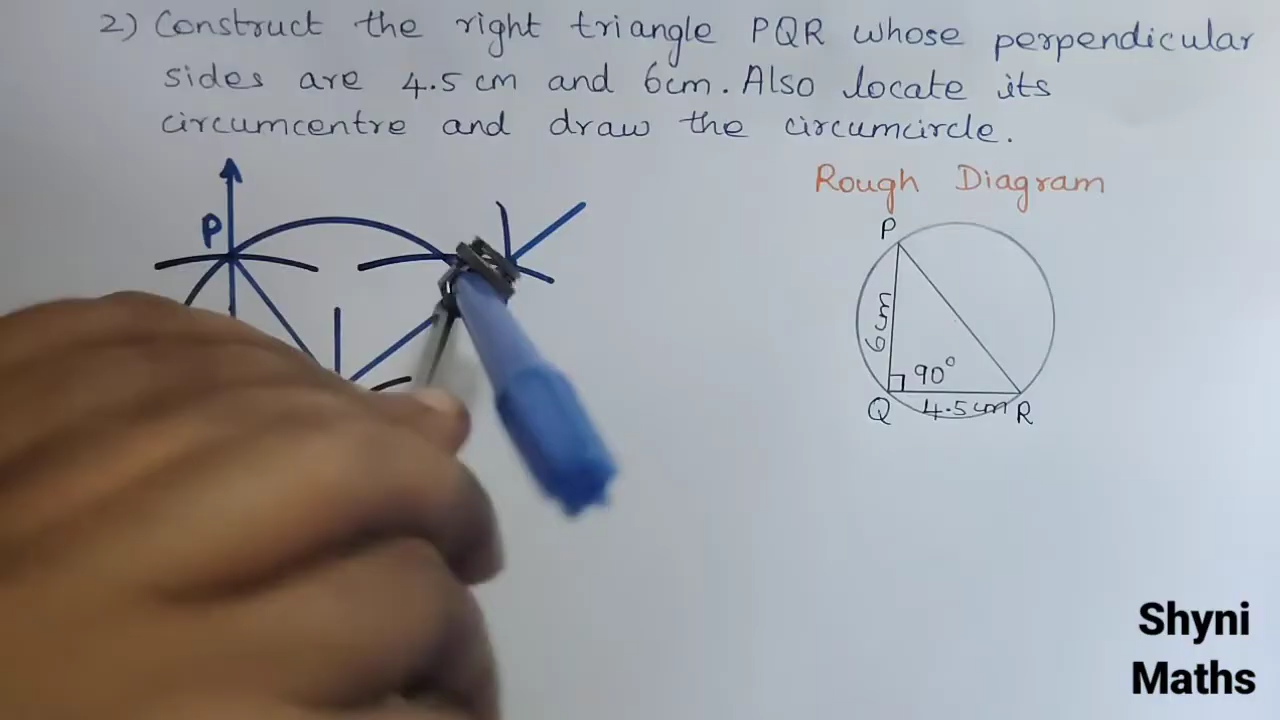 2) Construct the right triangle PQR whose perpendicular
sides are 4.5 cm and 6cm. Also locate its
circumcentre and draw the circumcircle.
Rough Diagram
P
P
6cm
90°
Q 4.5cm R
Shyni
Maths